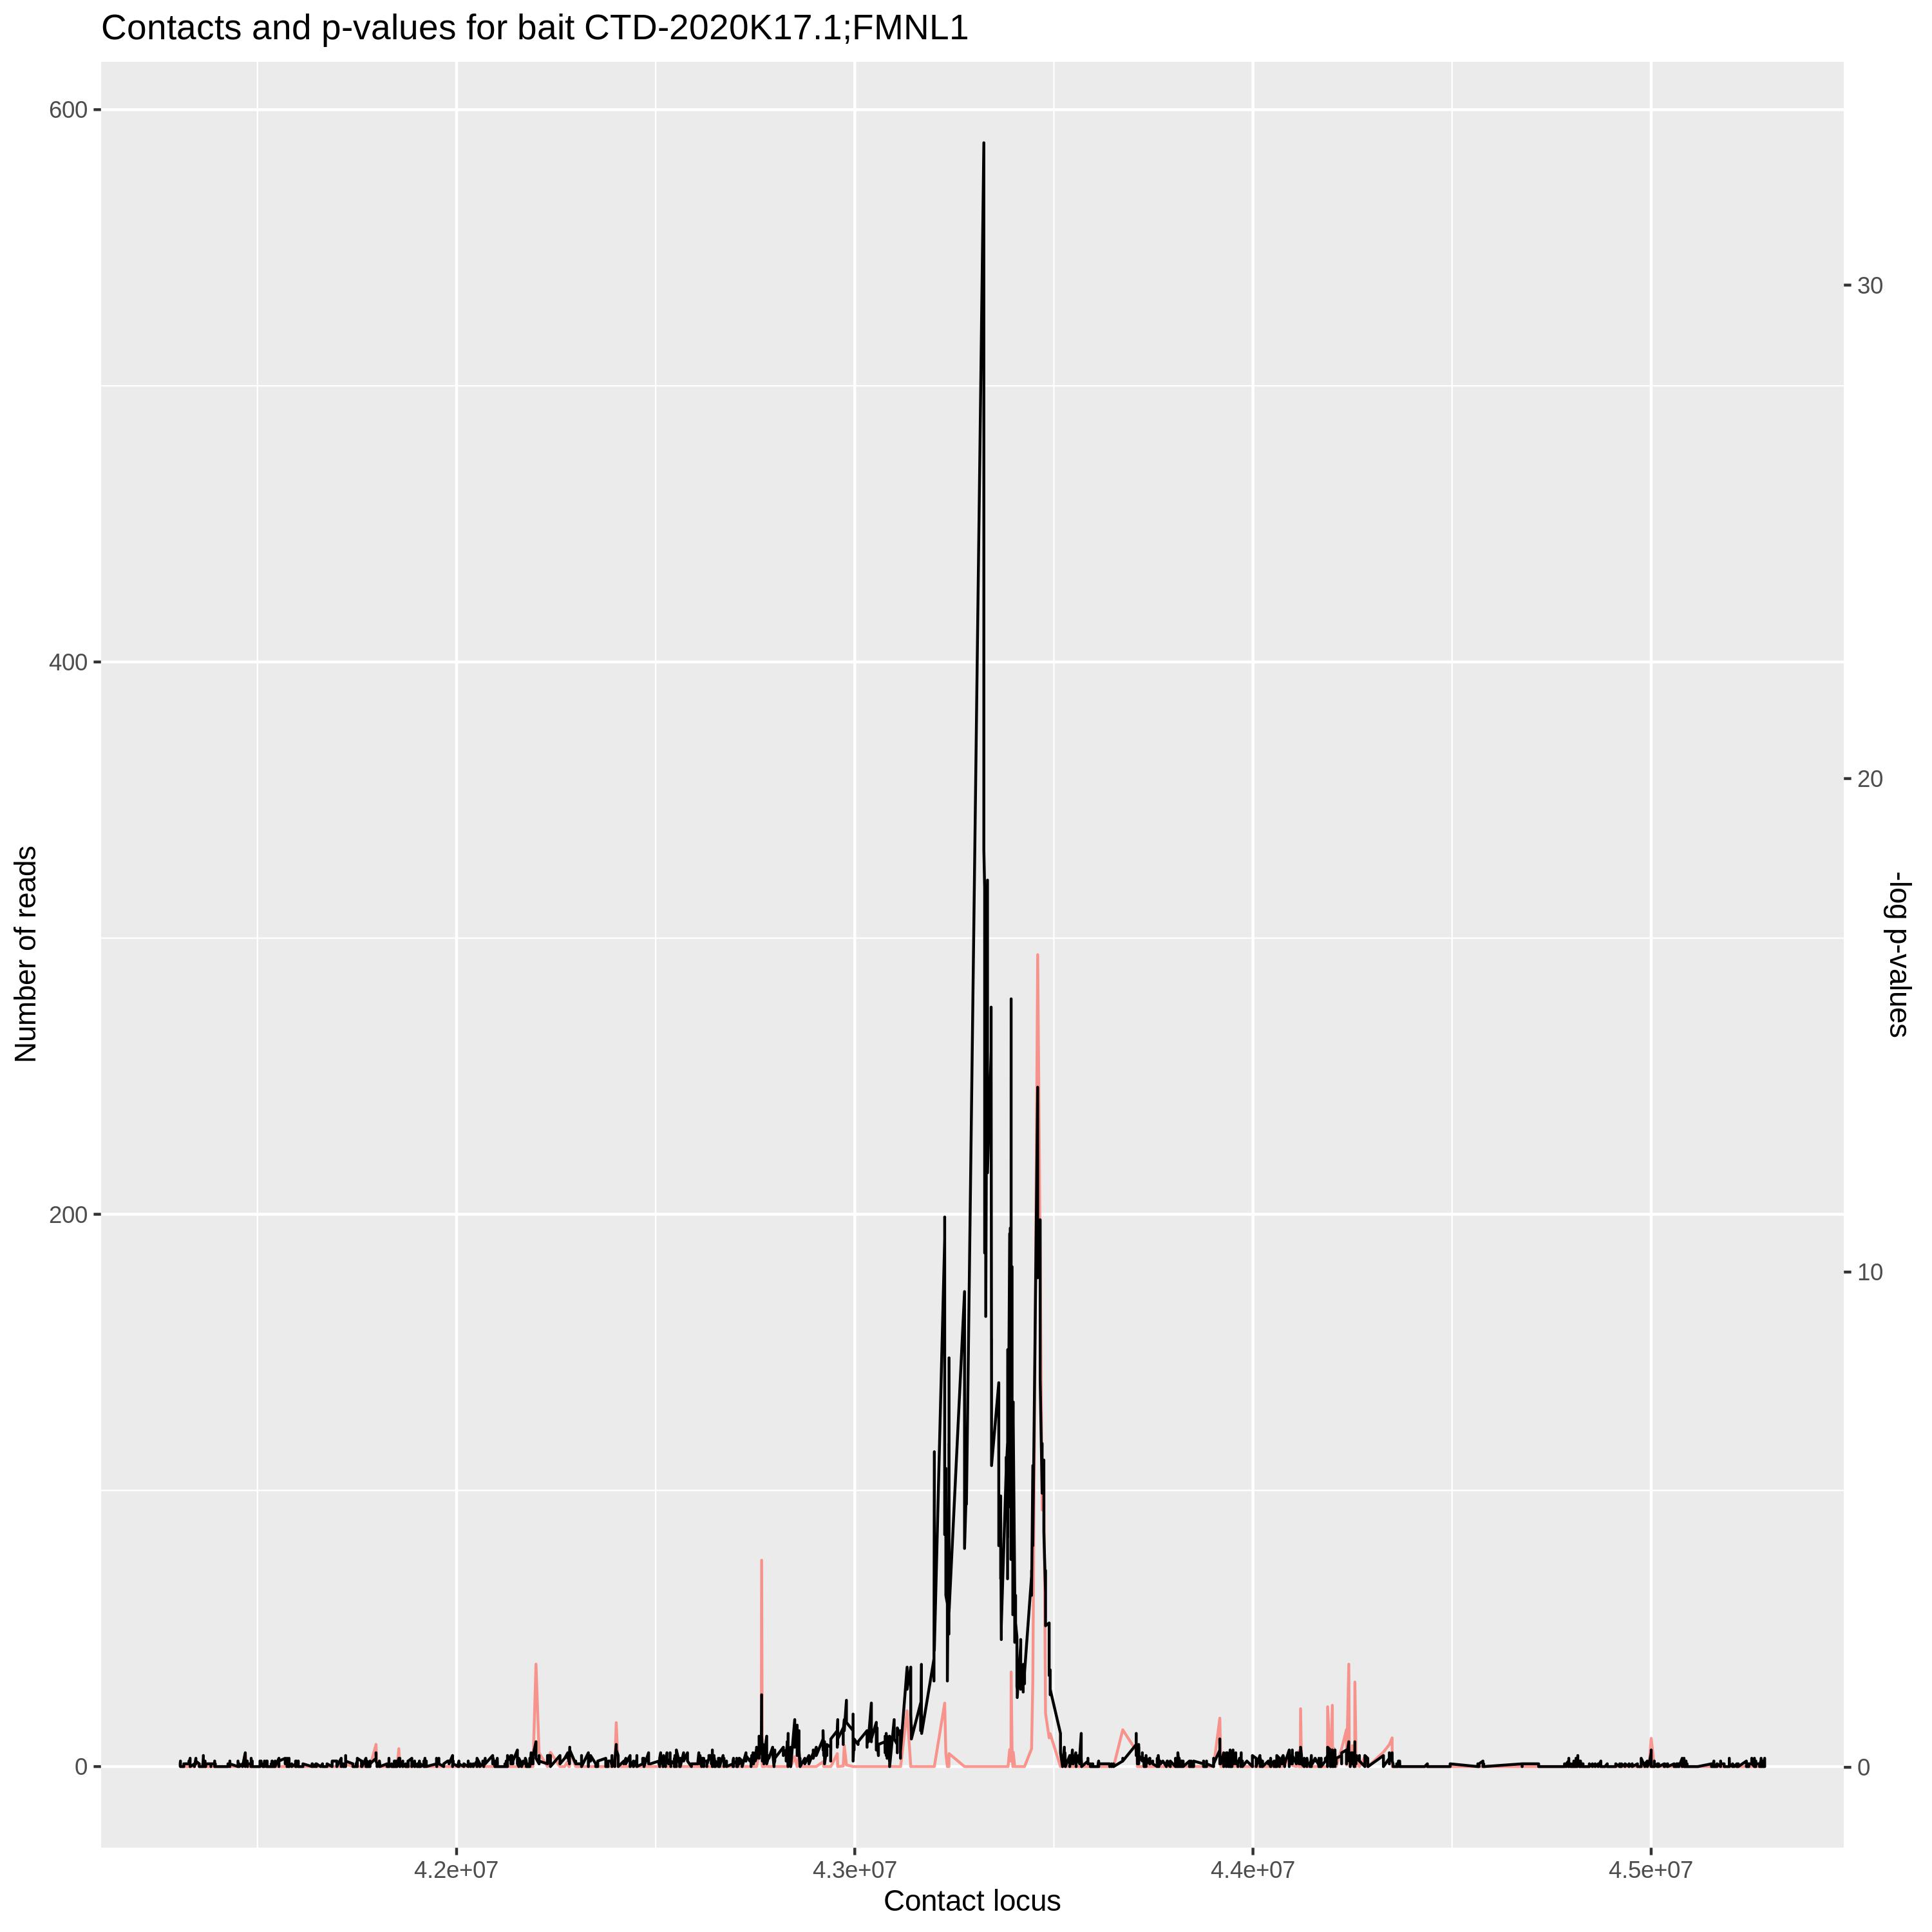 Contacts and p-values for bait CTD-2020K17.1;FMNL1
600
400
200
0
Number of reads
30
20
10
0
-log p-values
4.2e+07
4.3e+07
4.4e+07
4.5e+07
Contact locus